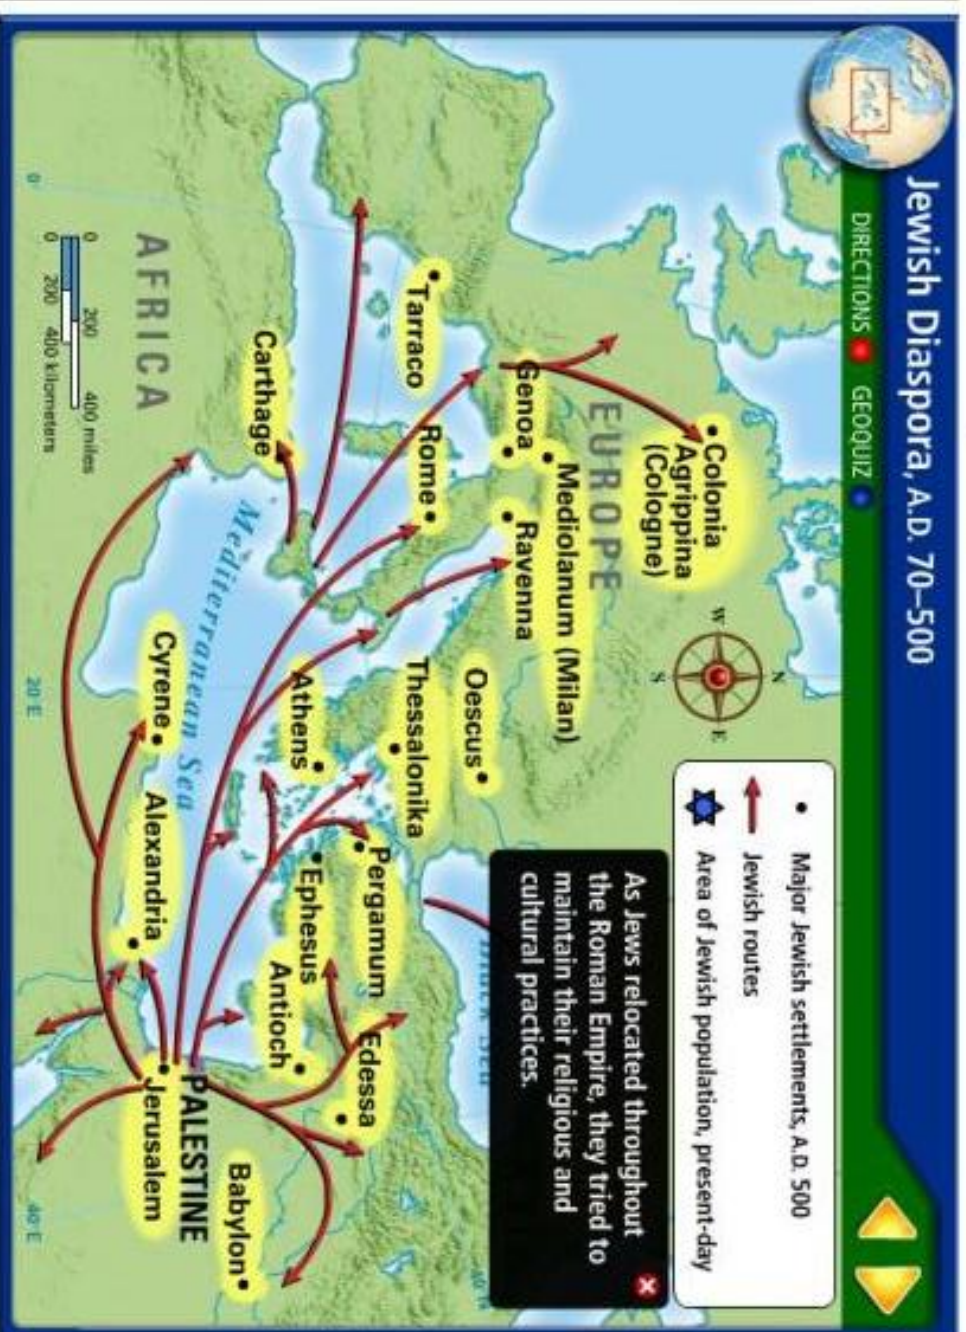 Jewish Diaspora, A.D. 70–500
DIRECTIONS
GEOQUIZ
Major Jewish settlements, A.D. 500
Jewish routes
Area of Jewish population, present-day
As Jews relocated throughout
the Roman Empire, they tried to
maintain their religious and
cultural practices.
N
W
E
S
EUROPE
Colonia
Agrippina
(Cologne)
Mediolanum (Milan)
Genoa
Ravenna
Tarraco
Rome
Oescus
Thessalonika
Athens
Pergamum
Ephesus
Edessa
Antioch
Carthage
Mediterranean Sea
Cyrene
Alexandria
PALESTINE
Jerusalem
Babylon
AFRICA
0 200 400 miles
0 200 400 kilometers
0°
20°E
40°E